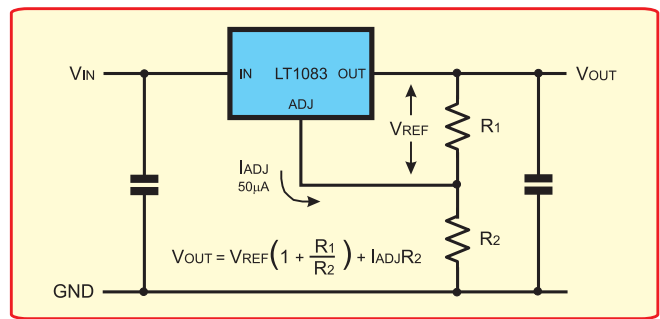 VIN
IN LT1083 OUT
ADJ
VOUT
VREF
R1
IADJ
50µA
R2
VOUT = VREF(1 + R1/R2) + IADJR2
GND